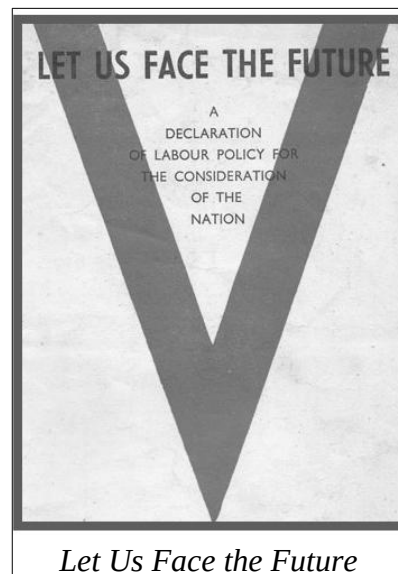 LET US FACE THE FUTURE
A
DECLARATION
OF LABOUR POLICY FOR
THE CONSIDERATION
OF THE
NATION
Let Us Face the Future